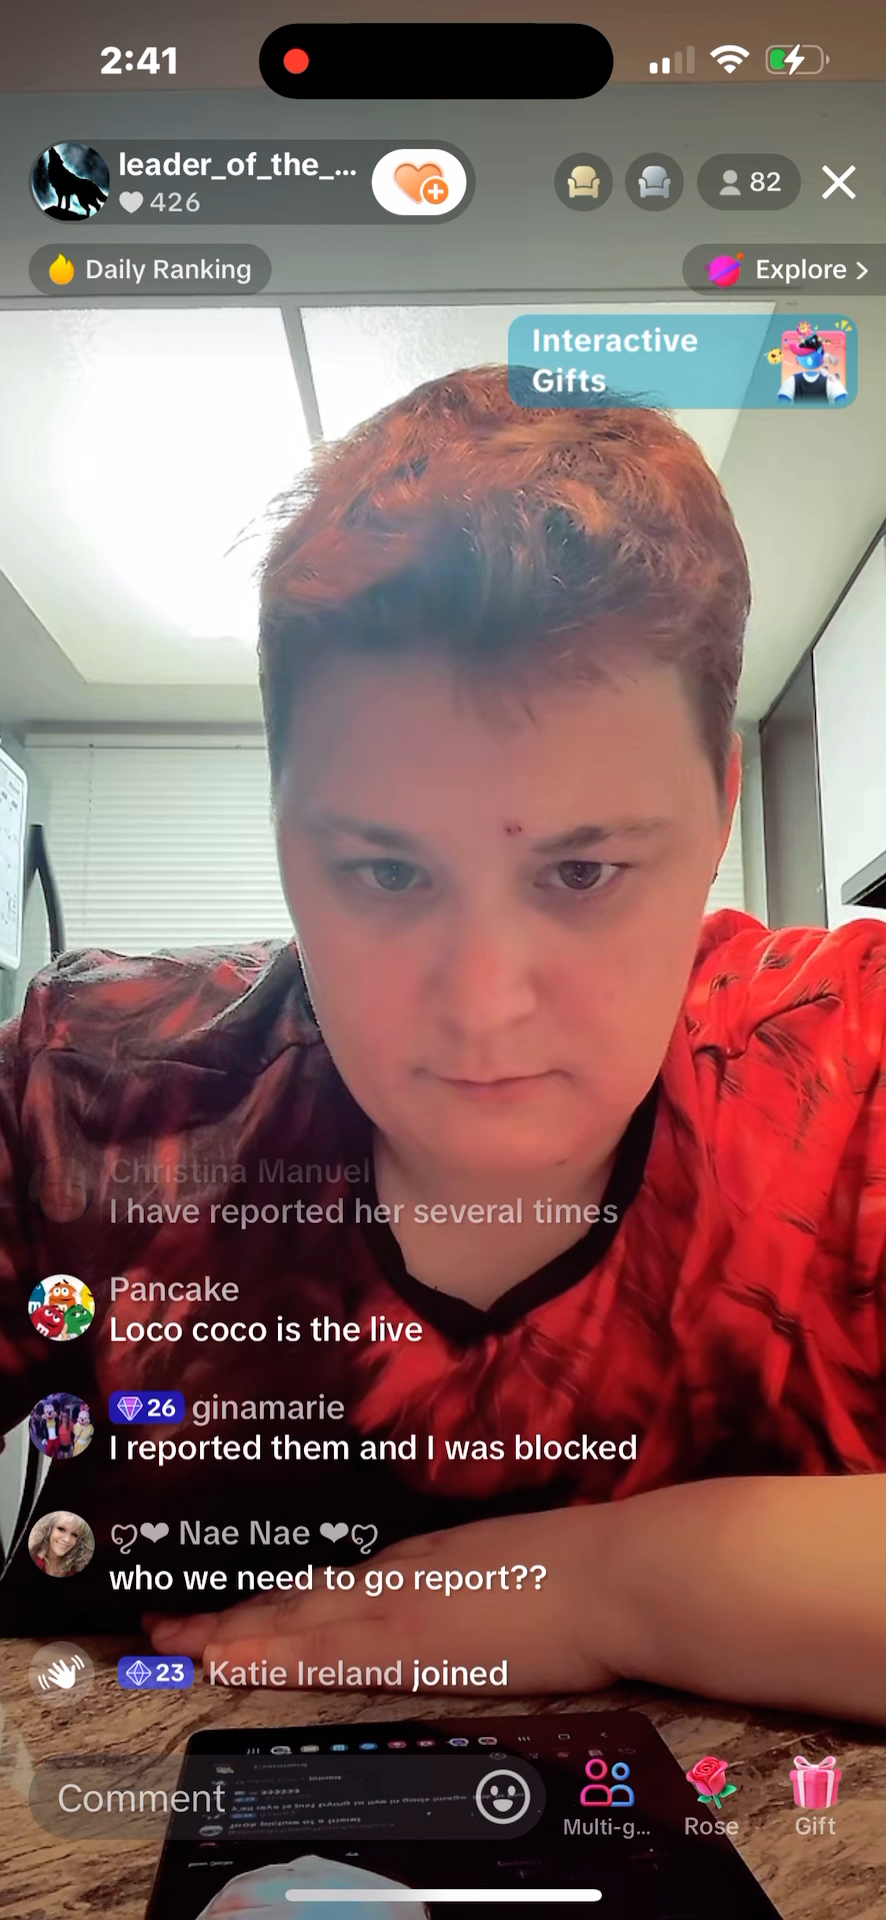 2:41
leader_of_the_...
426
82
Daily Ranking
Explore >
Interactive
Gifts
Christina Manuel
I have reported her several times
Pancake
Loco coco is the live
26 ginamarie
I reported them and I was blocked
ღ❤ Nae Nae ❤ღ
who we need to go report??
23 Katie Ireland joined
Comment
Multi-g...
Rose
Gift